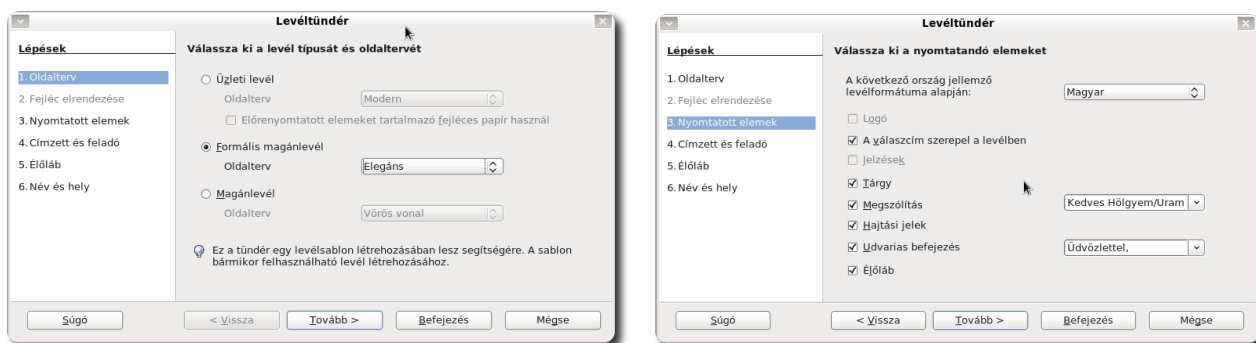 Levéltündér
Lépések
1. Oldalterv
2. Fejléc elrendezése
3. Nyomtatott elemek
4. Címzett és feladó
5. Élőláb
6. Név és hely
Válassza ki a levél típusát és oldaltervét
Üzleti levél
Oldalterv Modern
Előrenyomtatott elemeket tartalmazó fejléces papír használ
Formális magánlevél
Oldalterv Elegáns
Magánlevél
Oldalterv Vörös vonal
Ez a tündér egy levélsablon létrehozásában lesz segítségére. A sablon
bármikor felhasználható levél létrehozásához.
Súgó < Vissza Tovább > Befejezés Mégse
Levéltündér
Lépések
1. Oldalterv
2. Fejléc elrendezése
3. Nyomtatott elemek
4. Címzett és feladó
5. Élőláb
6. Név és hely
Válassza ki a nyomtatandó elemeket
A következő ország jellemző
levélformátuma alapján: Magyar
Logó
A válaszcím szerepel a levélben
Jelzések
Tárgy
Megszólítás Kedves Hölgyem/Uram
Hajtási jelek
Udvarias befejezés Üdvözlettel,
Élőláb
Súgó < Vissza Tovább > Befejezés Mégse